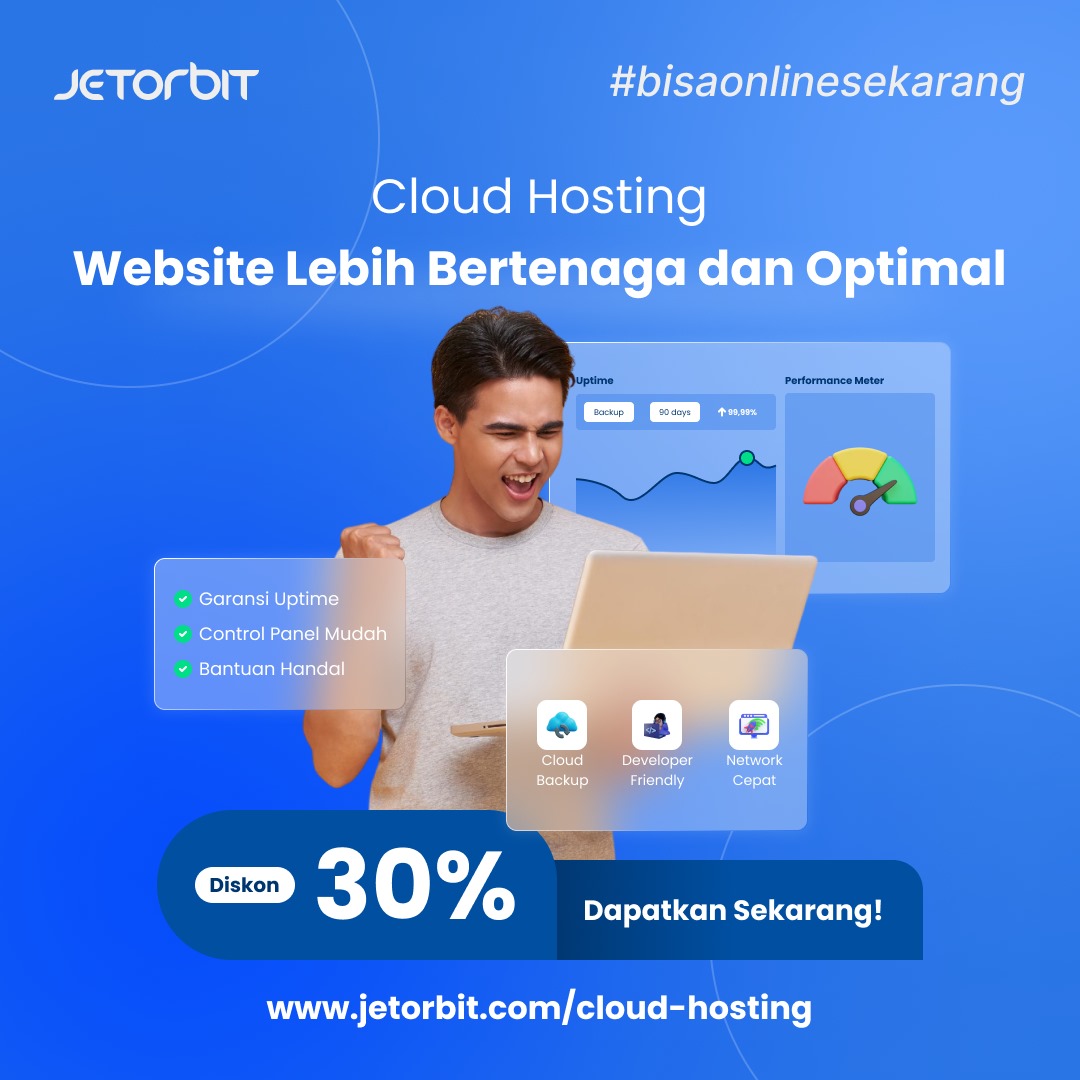 JETOrbIT
#bisaonlinesekarang
Cloud Hosting
Website Lebih Bertenaga dan Optimal
Uptime
Performance Meter
Backup
90 days
99,99%
Garansi Uptime
Control Panel Mudah
Bantuan Handal
Cloud
Backup
Developer
Friendly
Network
Cepat
Diskon
30%
Dapatkan Sekarang!
www.jetorbit.com/cloud-hosting